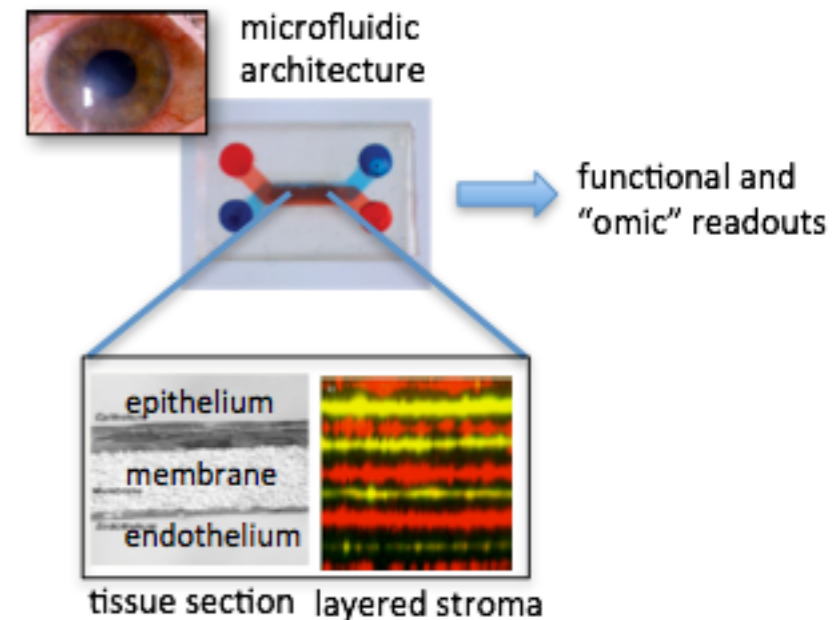 microfluidic
architecture
functional and
“omic” readouts
epithelium
membrane
endothelium
tissue section
layered stroma